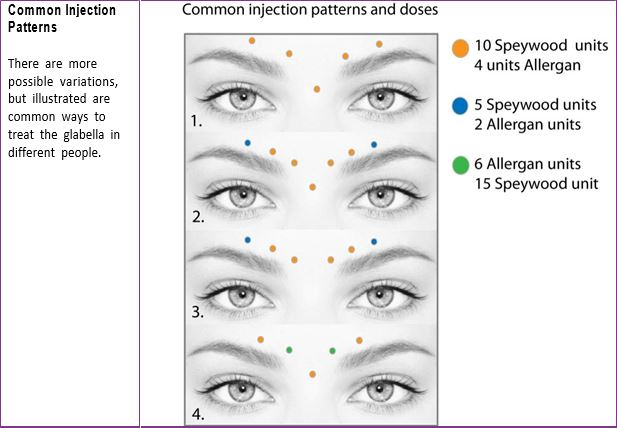 Common Injection
Patterns
There are more
possible variations,
but illustrated are
common ways to
treat the glabella in
different people.
Common injection patterns and doses
10 Speywood units
4 units Allergan
5 Speywood units
2 Allergan units
6 Allergan units
15 Speywood unit
1.
2.
3.
4.